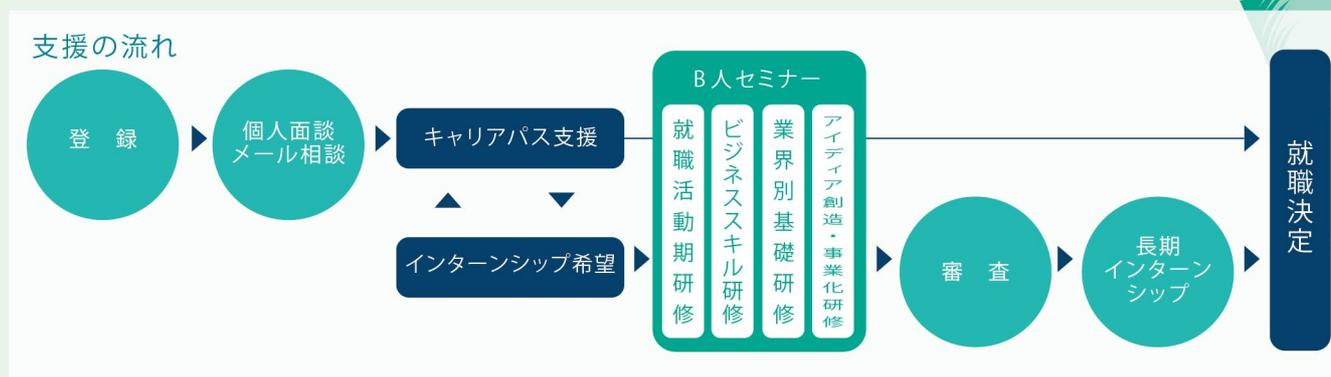 支援の流れ
登　録
個人面談
メール相談
キャリアパス支援
インターンシップ希望
B人セミナー
就職活動期研修
ビジネススキル研修
業界別基礎研修
アイディア創造・事業化研修
審　査
長期
インターン
シップ
就職決定